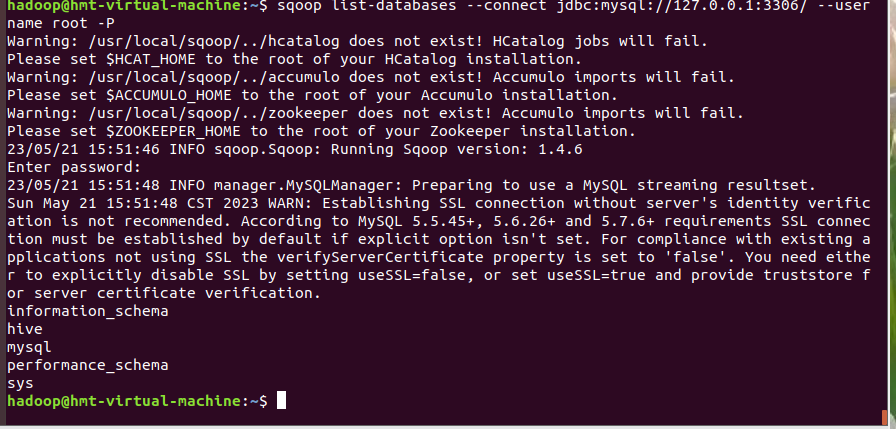 hadoop@hmt-virtual-machine:~$ sqoop list-databases --connect jdbc:mysql://127.0.0.1:3306/ --user
name root -P
Warning: /usr/local/sqoop/../hcatalog does not exist! HCatalog jobs will fail.
Please set $HCAT_HOME to the root of your HCatalog installation.
Warning: /usr/local/sqoop/../accumulo does not exist! Accumulo imports will fail.
Please set $ACCUMULO_HOME to the root of your Accumulo installation.
Warning: /usr/local/sqoop/../zookeeper does not exist! Accumulo imports will fail.
Please set $ZOOKEEPER_HOME to the root of your Zookeeper installation.
23/05/21 15:51:46 INFO sqoop.Sqoop: Running Sqoop version: 1.4.6
Enter password:
23/05/21 15:51:48 INFO manager.MySQLManager: Preparing to use a MySQL streaming resultset.
Sun May 21 15:51:48 CST 2023 WARN: Establishing SSL connection without server's identity verific
ation is not recommended. According to MySQL 5.5.45+, 5.6.26+ and 5.7.6+ requirements SSL connec
tion must be established by default if explicit option isn't set. For compliance with existing a
pplications not using SSL the verifyServerCertificate property is set to 'false'. You need eithe
r to explicitly disable SSL by setting useSSL=false, or set useSSL=true and provide truststore f
or server certificate verification.
information_schema
hive
mysql
performance_schema
sys
hadoop@hmt-virtual-machine:~$